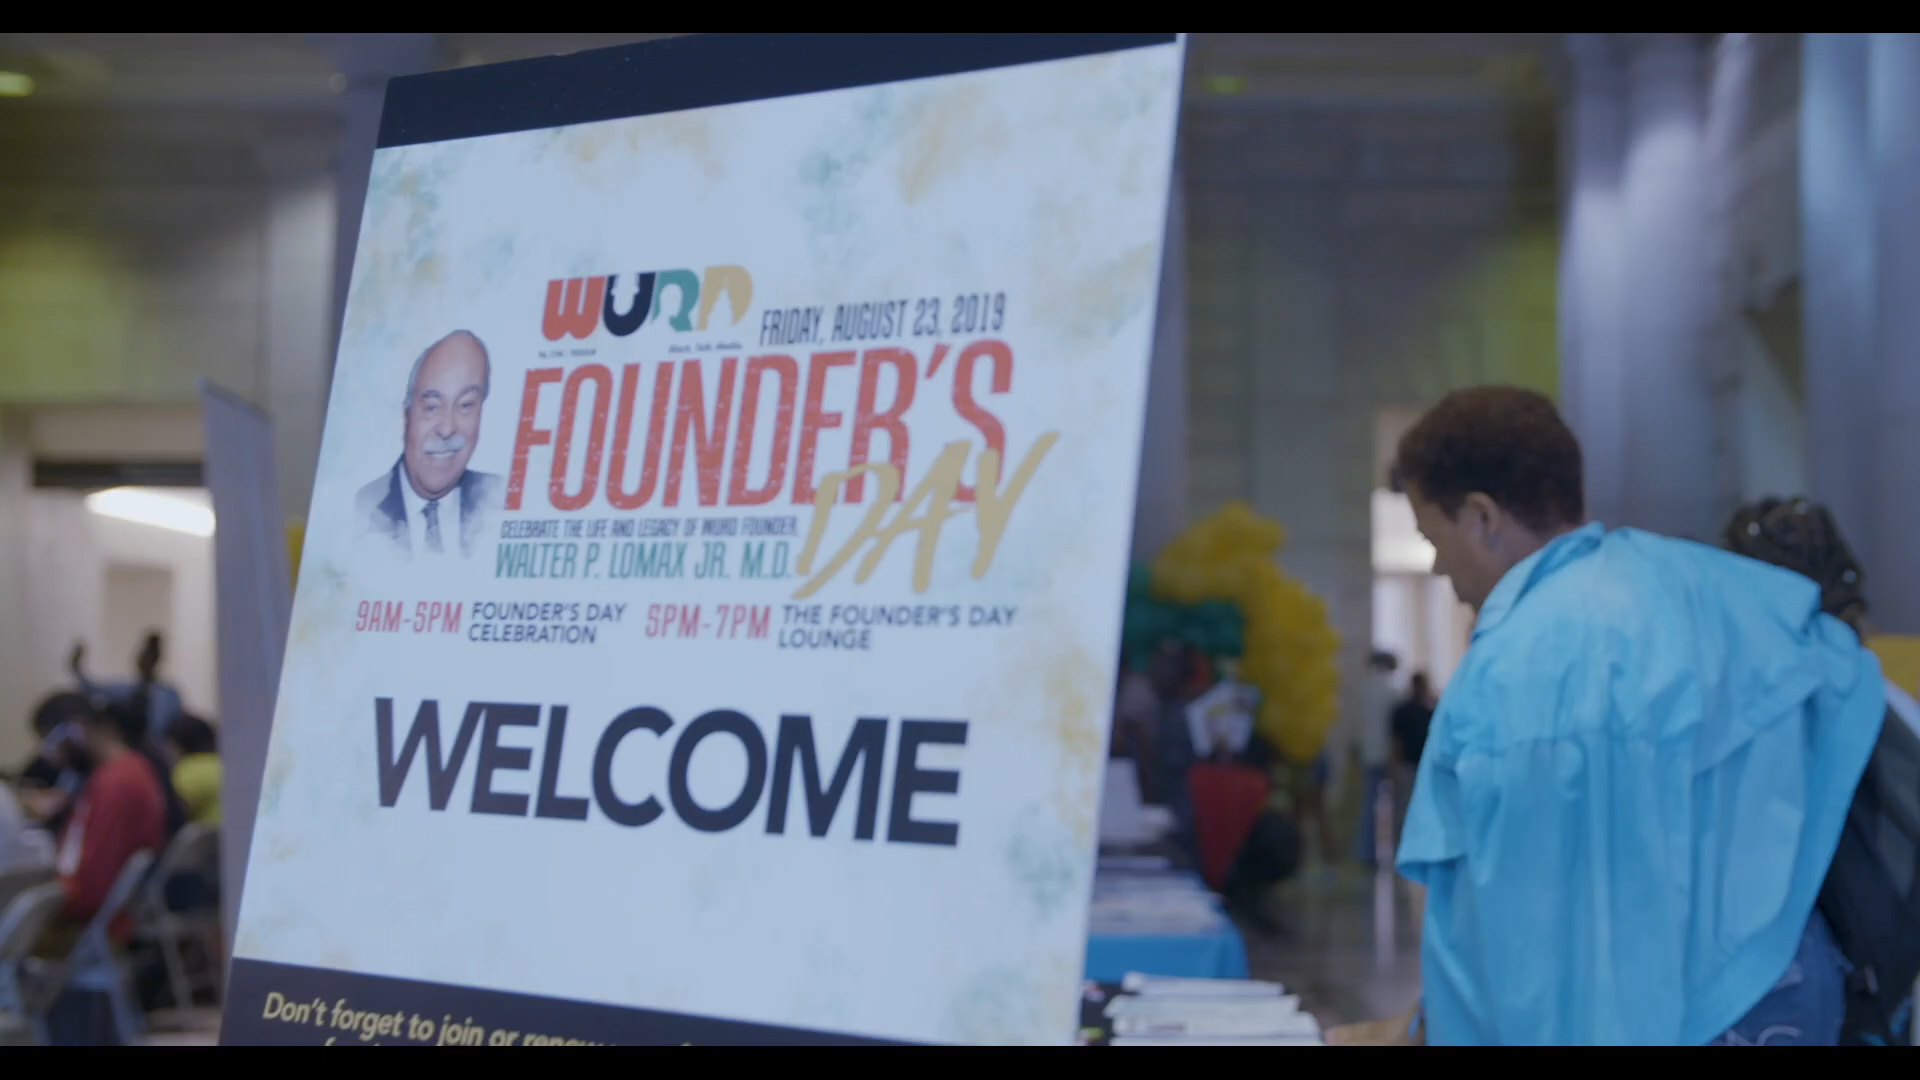 WURD
FRIDAY, AUGUST 23, 2019
FOUNDER'S
DAY
CELEBRATE THE LIFE AND LEGACY OF WURD FOUNDER,
WALTER P. LOMAX JR. M.D.
9AM-5PM FOUNDER'S DAY CELEBRATION
5PM-7PM THE FOUNDER'S DAY LOUNGE
WELCOME
Don't forget to join or renew